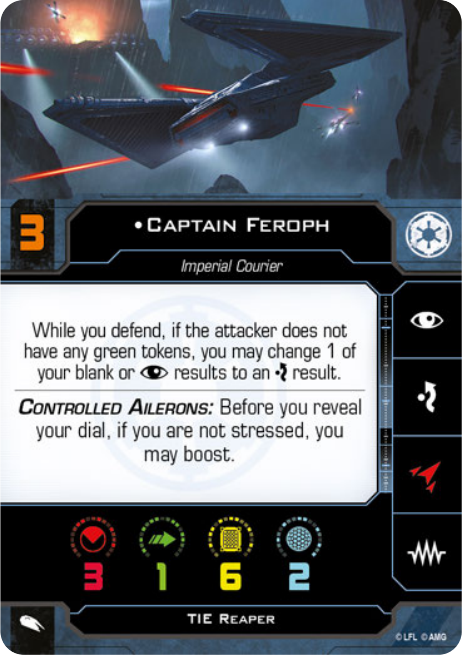 3
•Captain Feroph
Imperial Courier
While you defend, if the attacker does not
have any green tokens, you may change 1 of
your blank or results to an result.
Controlled Ailerons: Before you reveal
your dial, if you are not stressed, you
may boost.
3 1 6 2
TIE Reaper
© LFL © AMG